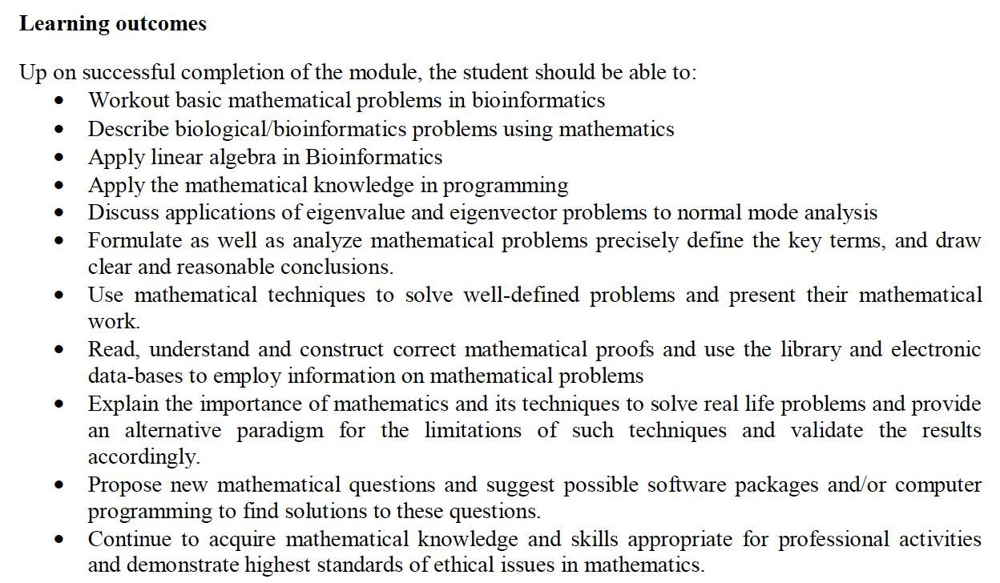 Learning outcomes
Up on successful completion of the module, the student should be able to:
• Workout basic mathematical problems in bioinformatics
• Describe biological/bioinformatics problems using mathematics
• Apply linear algebra in Bioinformatics
• Apply the mathematical knowledge in programming
• Discuss applications of eigenvalue and eigenvector problems to normal mode analysis
• Formulate as well as analyze mathematical problems precisely define the key terms, and draw
clear and reasonable conclusions.
• Use mathematical techniques to solve well-defined problems and present their mathematical
work.
• Read, understand and construct correct mathematical proofs and use the library and electronic
data-bases to employ information on mathematical problems
• Explain the importance of mathematics and its techniques to solve real life problems and provide
an alternative paradigm for the limitations of such techniques and validate the results
accordingly.
• Propose new mathematical questions and suggest possible software packages and/or computer
programming to find solutions to these questions.
• Continue to acquire mathematical knowledge and skills appropriate for professional activities
and demonstrate highest standards of ethical issues in mathematics.